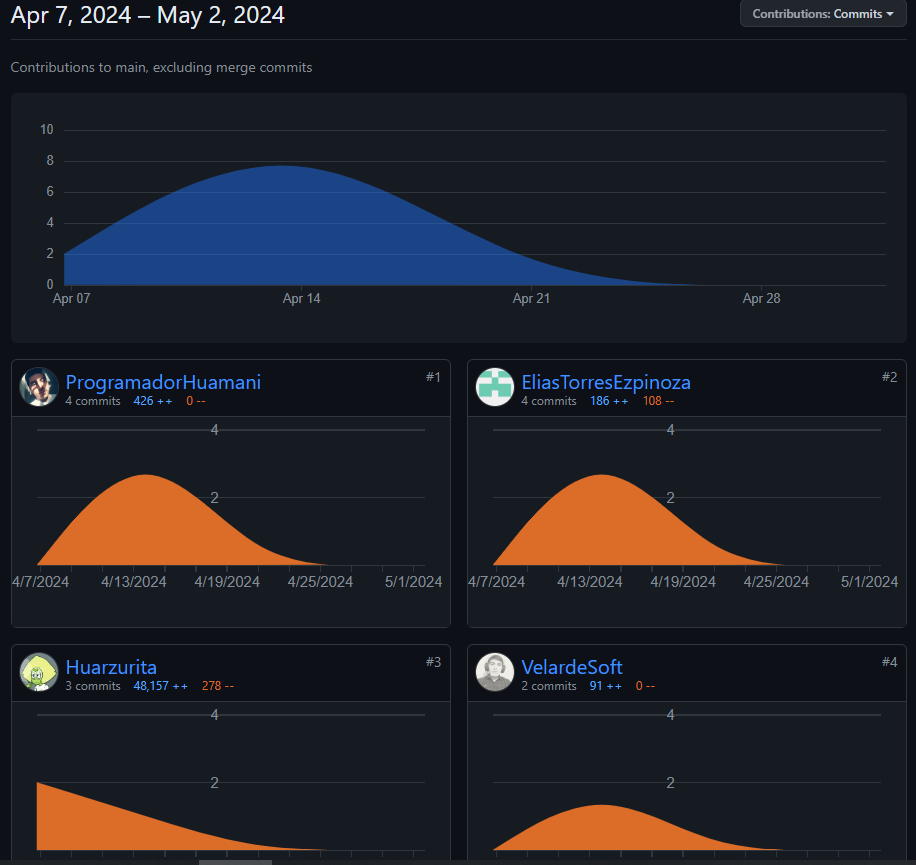 Apr 7, 2024 – May 2, 2024
Contributions: Commits
Contributions to main, excluding merge commits
10
8
6
4
2
0
Apr 07 Apr 14 Apr 21 Apr 28
ProgramadorHuamani #1
4 commits 426 ++ 0 --
4
2
4/7/2024 4/13/2024 4/19/2024 4/25/2024 5/1/2024
EliasTorresEzpinoza #2
4 commits 186 ++ 108 --
4
2
4/7/2024 4/13/2024 4/19/2024 4/25/2024 5/1/2024
Huarzurita #3
3 commits 48,157 ++ 278 --
4
2
VelardeSoft #4
2 commits 91 ++ 0 --
4
2